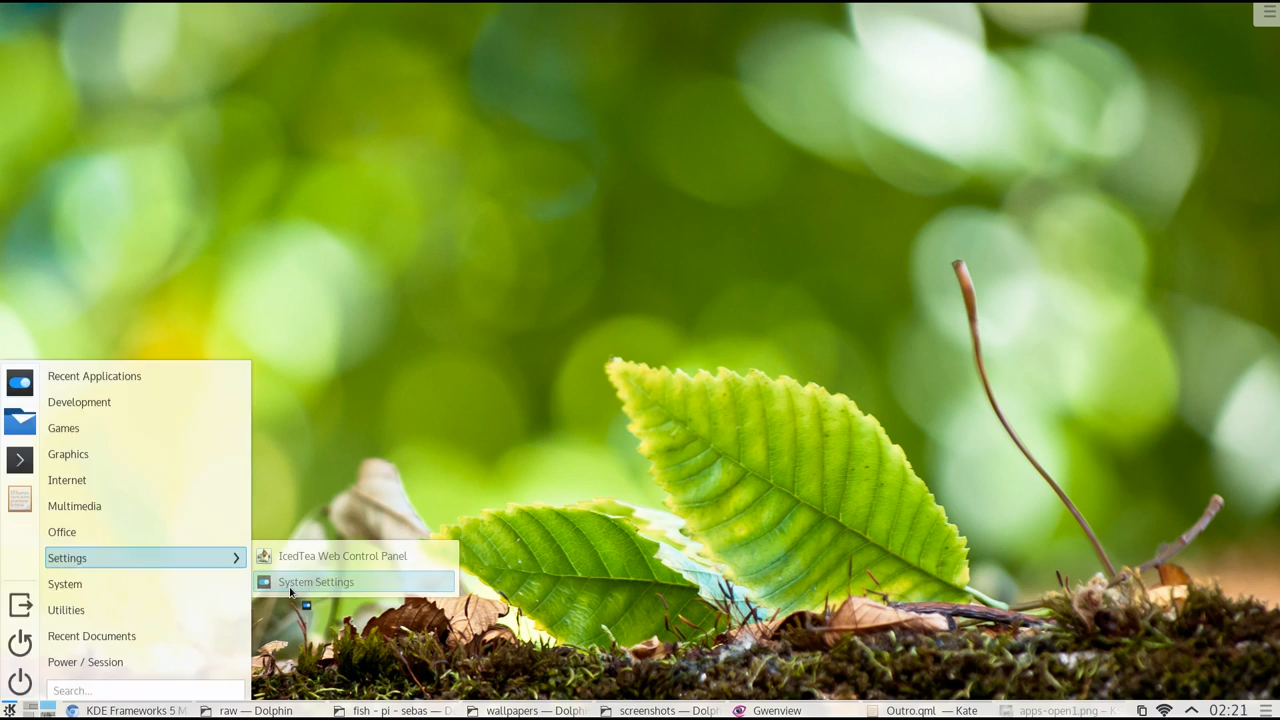 Recent Applications
Development
Games
Graphics
Internet
Multimedia
Office
Settings
IcedTea Web Control Panel
System Settings
System
Utilities
Recent Documents
Power / Session
Search...
KDE Frameworks 5 M
raw — Dolphin
fish - pi - sebas — D
wallpapers — Dolphi
screenshots — Dolph
Gwenview
Outro.qml — Kate
apps-open1.png – K
02:21